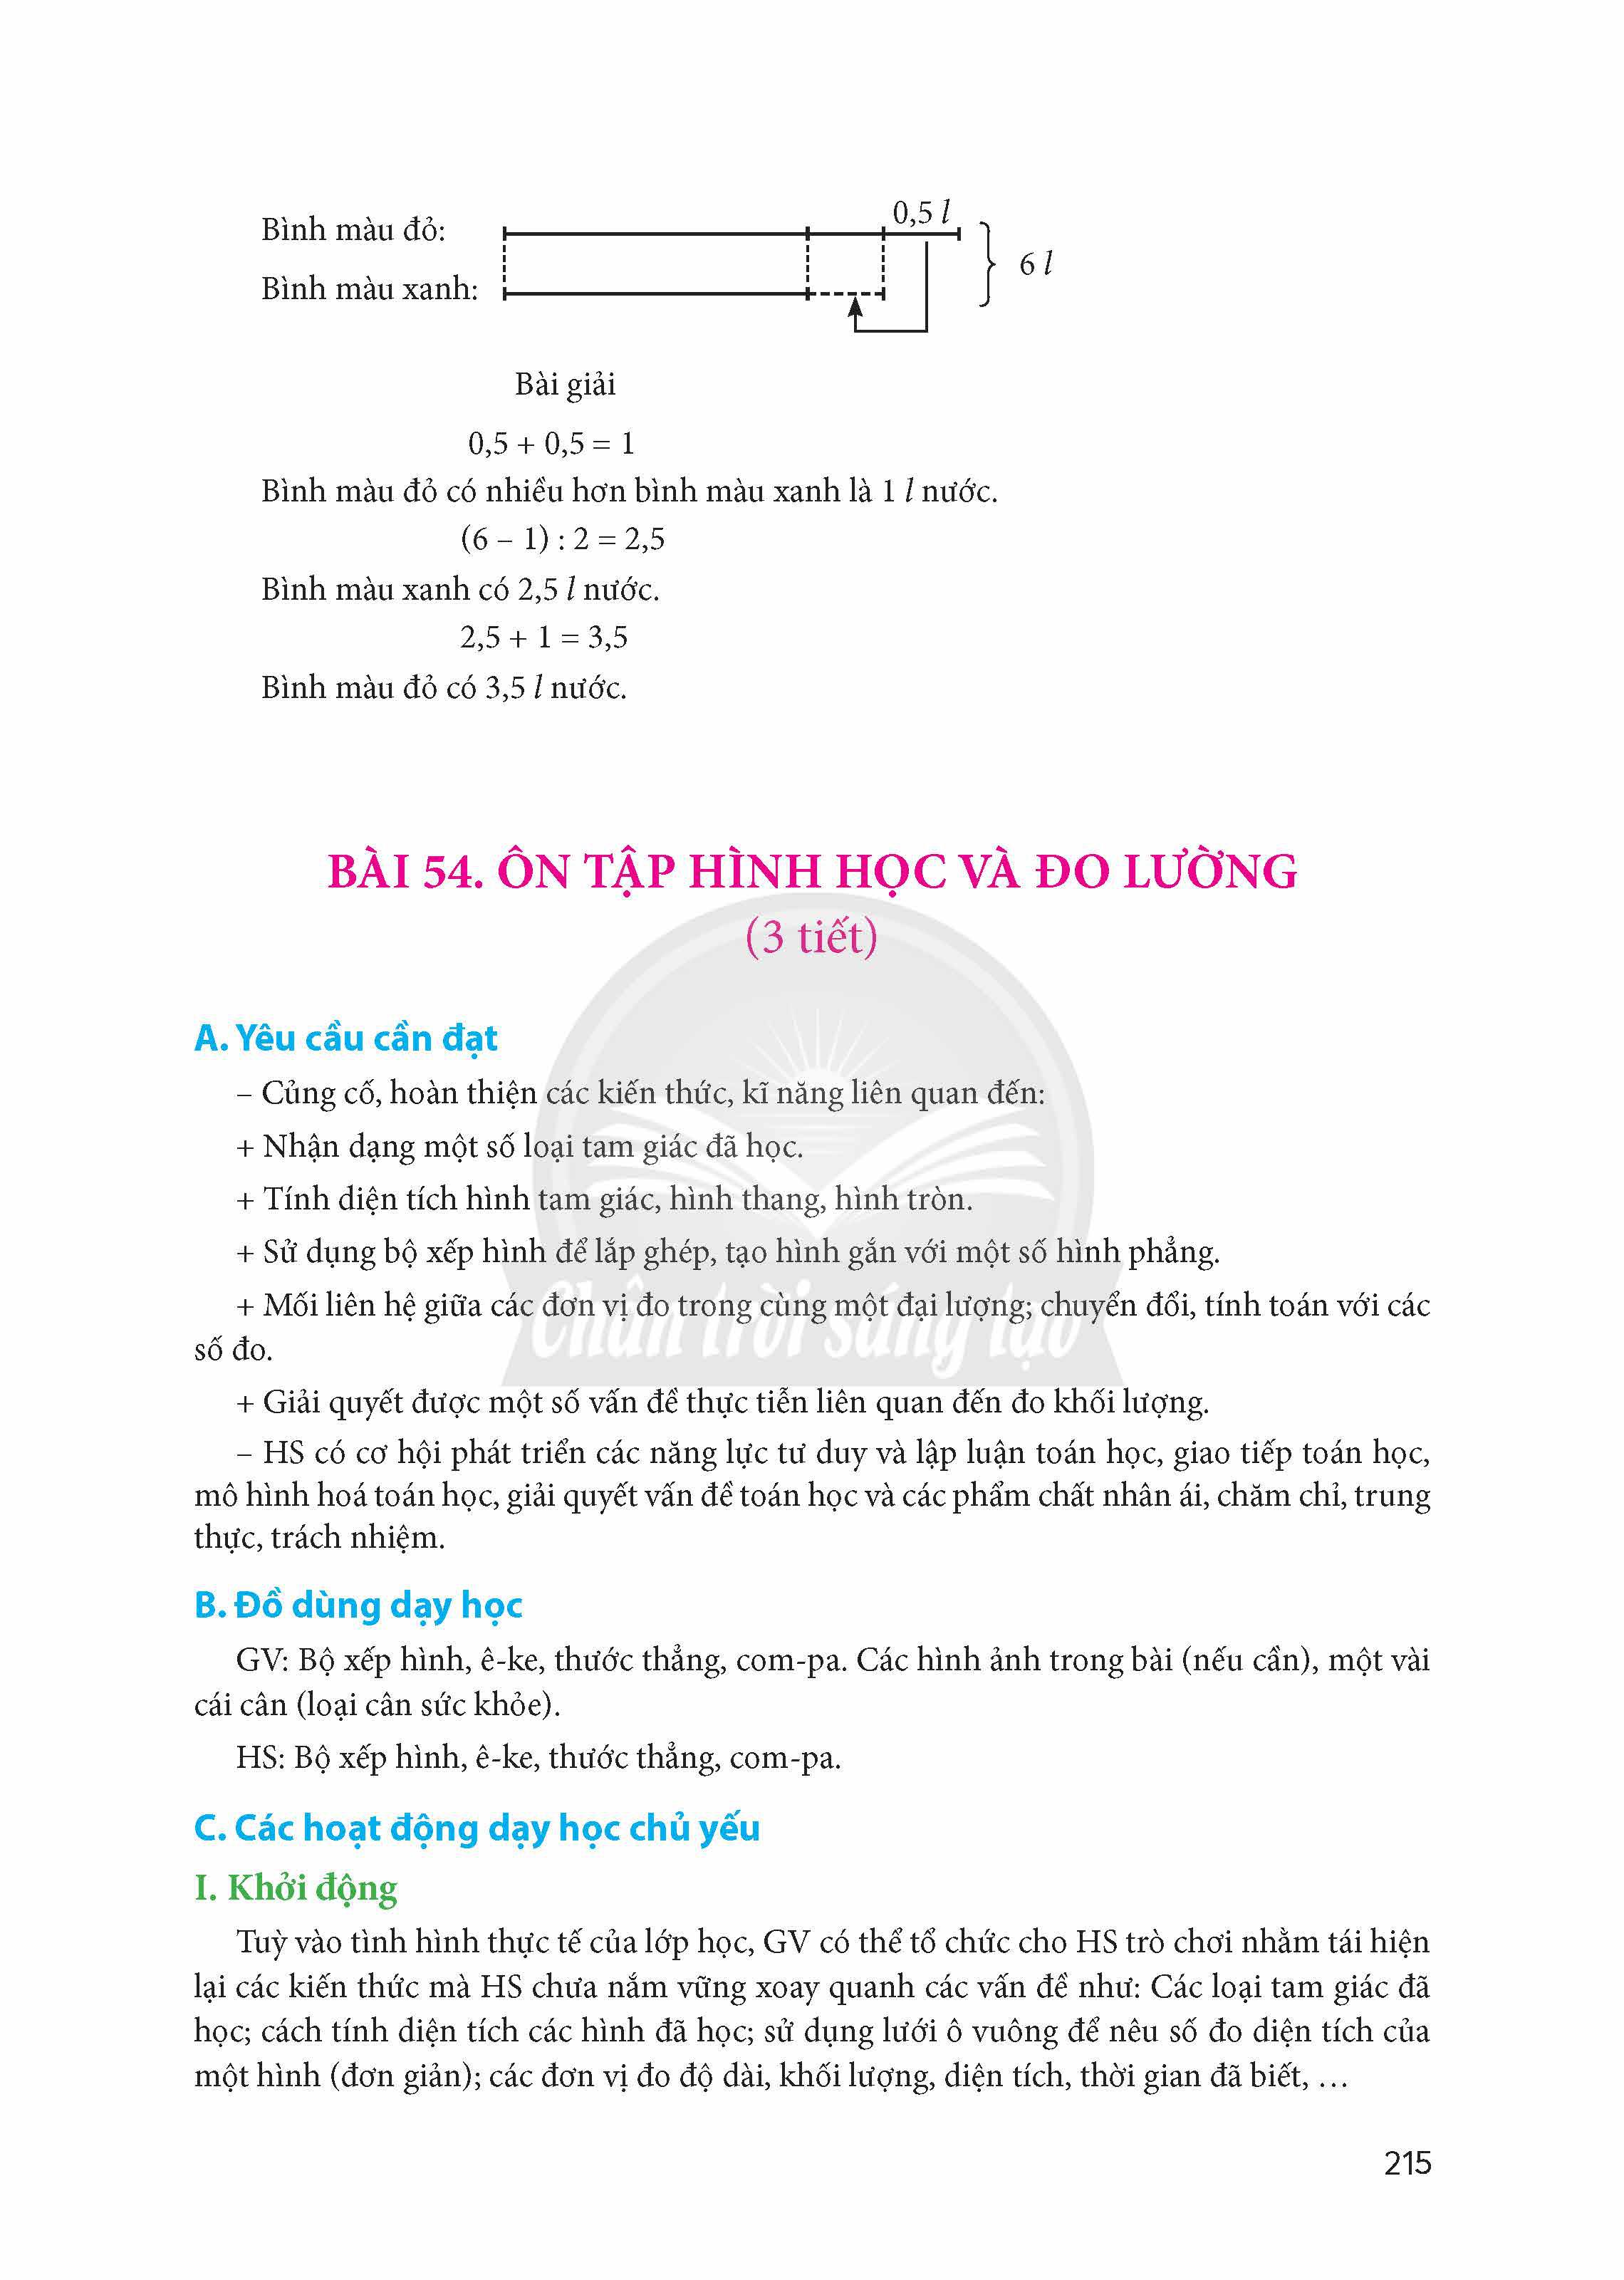 Bình màu đỏ:
0,5 l
6 l
Bình màu xanh:
Bài giải
0,5 + 0,5 = 1
Bình màu đỏ có nhiều hơn bình màu xanh là 1 l nước.
(6 – 1) : 2 = 2,5
Bình màu xanh có 2,5 l nước.
2,5 + 1 = 3,5
Bình màu đỏ có 3,5 l nước.
BÀI 54. ÔN TẬP HÌNH HỌC VÀ ĐO LƯỜNG
(3 tiết)
A. Yêu cầu cần đạt
– Củng cố, hoàn thiện các kiến thức, kĩ năng liên quan đến:
+ Nhận dạng một số loại tam giác đã học.
+ Tính diện tích hình tam giác, hình thang, hình tròn.
+ Sử dụng bộ xếp hình để lắp ghép, tạo hình gắn với một số hình phẳng.
+ Mối liên hệ giữa các đơn vị đo trong cùng một đại lượng; chuyển đổi, tính toán với các
số đo.
Chân trời sáng tạo
+ Giải quyết được một số vấn đề thực tiễn liên quan đến đo khối lượng.
– HS có cơ hội phát triển các năng lực tư duy và lập luận toán học, giao tiếp toán học,
mô hình hoá toán học, giải quyết vấn đề toán học và các phẩm chất nhân ái, chăm chỉ, trung
thực, trách nhiệm.
B. Đồ dùng dạy học
GV: Bộ xếp hình, ê-ke, thước thẳng, com-pa. Các hình ảnh trong bài (nếu cần), một vài
cái cân (loại cân sức khỏe).
HS: Bộ xếp hình, ê-ke, thước thẳng, com-pa.
C. Các hoạt động dạy học chủ yếu
I. Khởi động
Tuỳ vào tình hình thực tế của lớp học, GV có thể tổ chức cho HS trò chơi nhằm tái hiện
lại các kiến thức mà HS chưa nắm vững xoay quanh các vấn đề như: Các loại tam giác đã
học; cách tính diện tích các hình đã học; sử dụng lưới ô vuông để nêu số đo diện tích của
một hình (đơn giản); các đơn vị đo độ dài, khối lượng, diện tích, thời gian đã biết, …
215